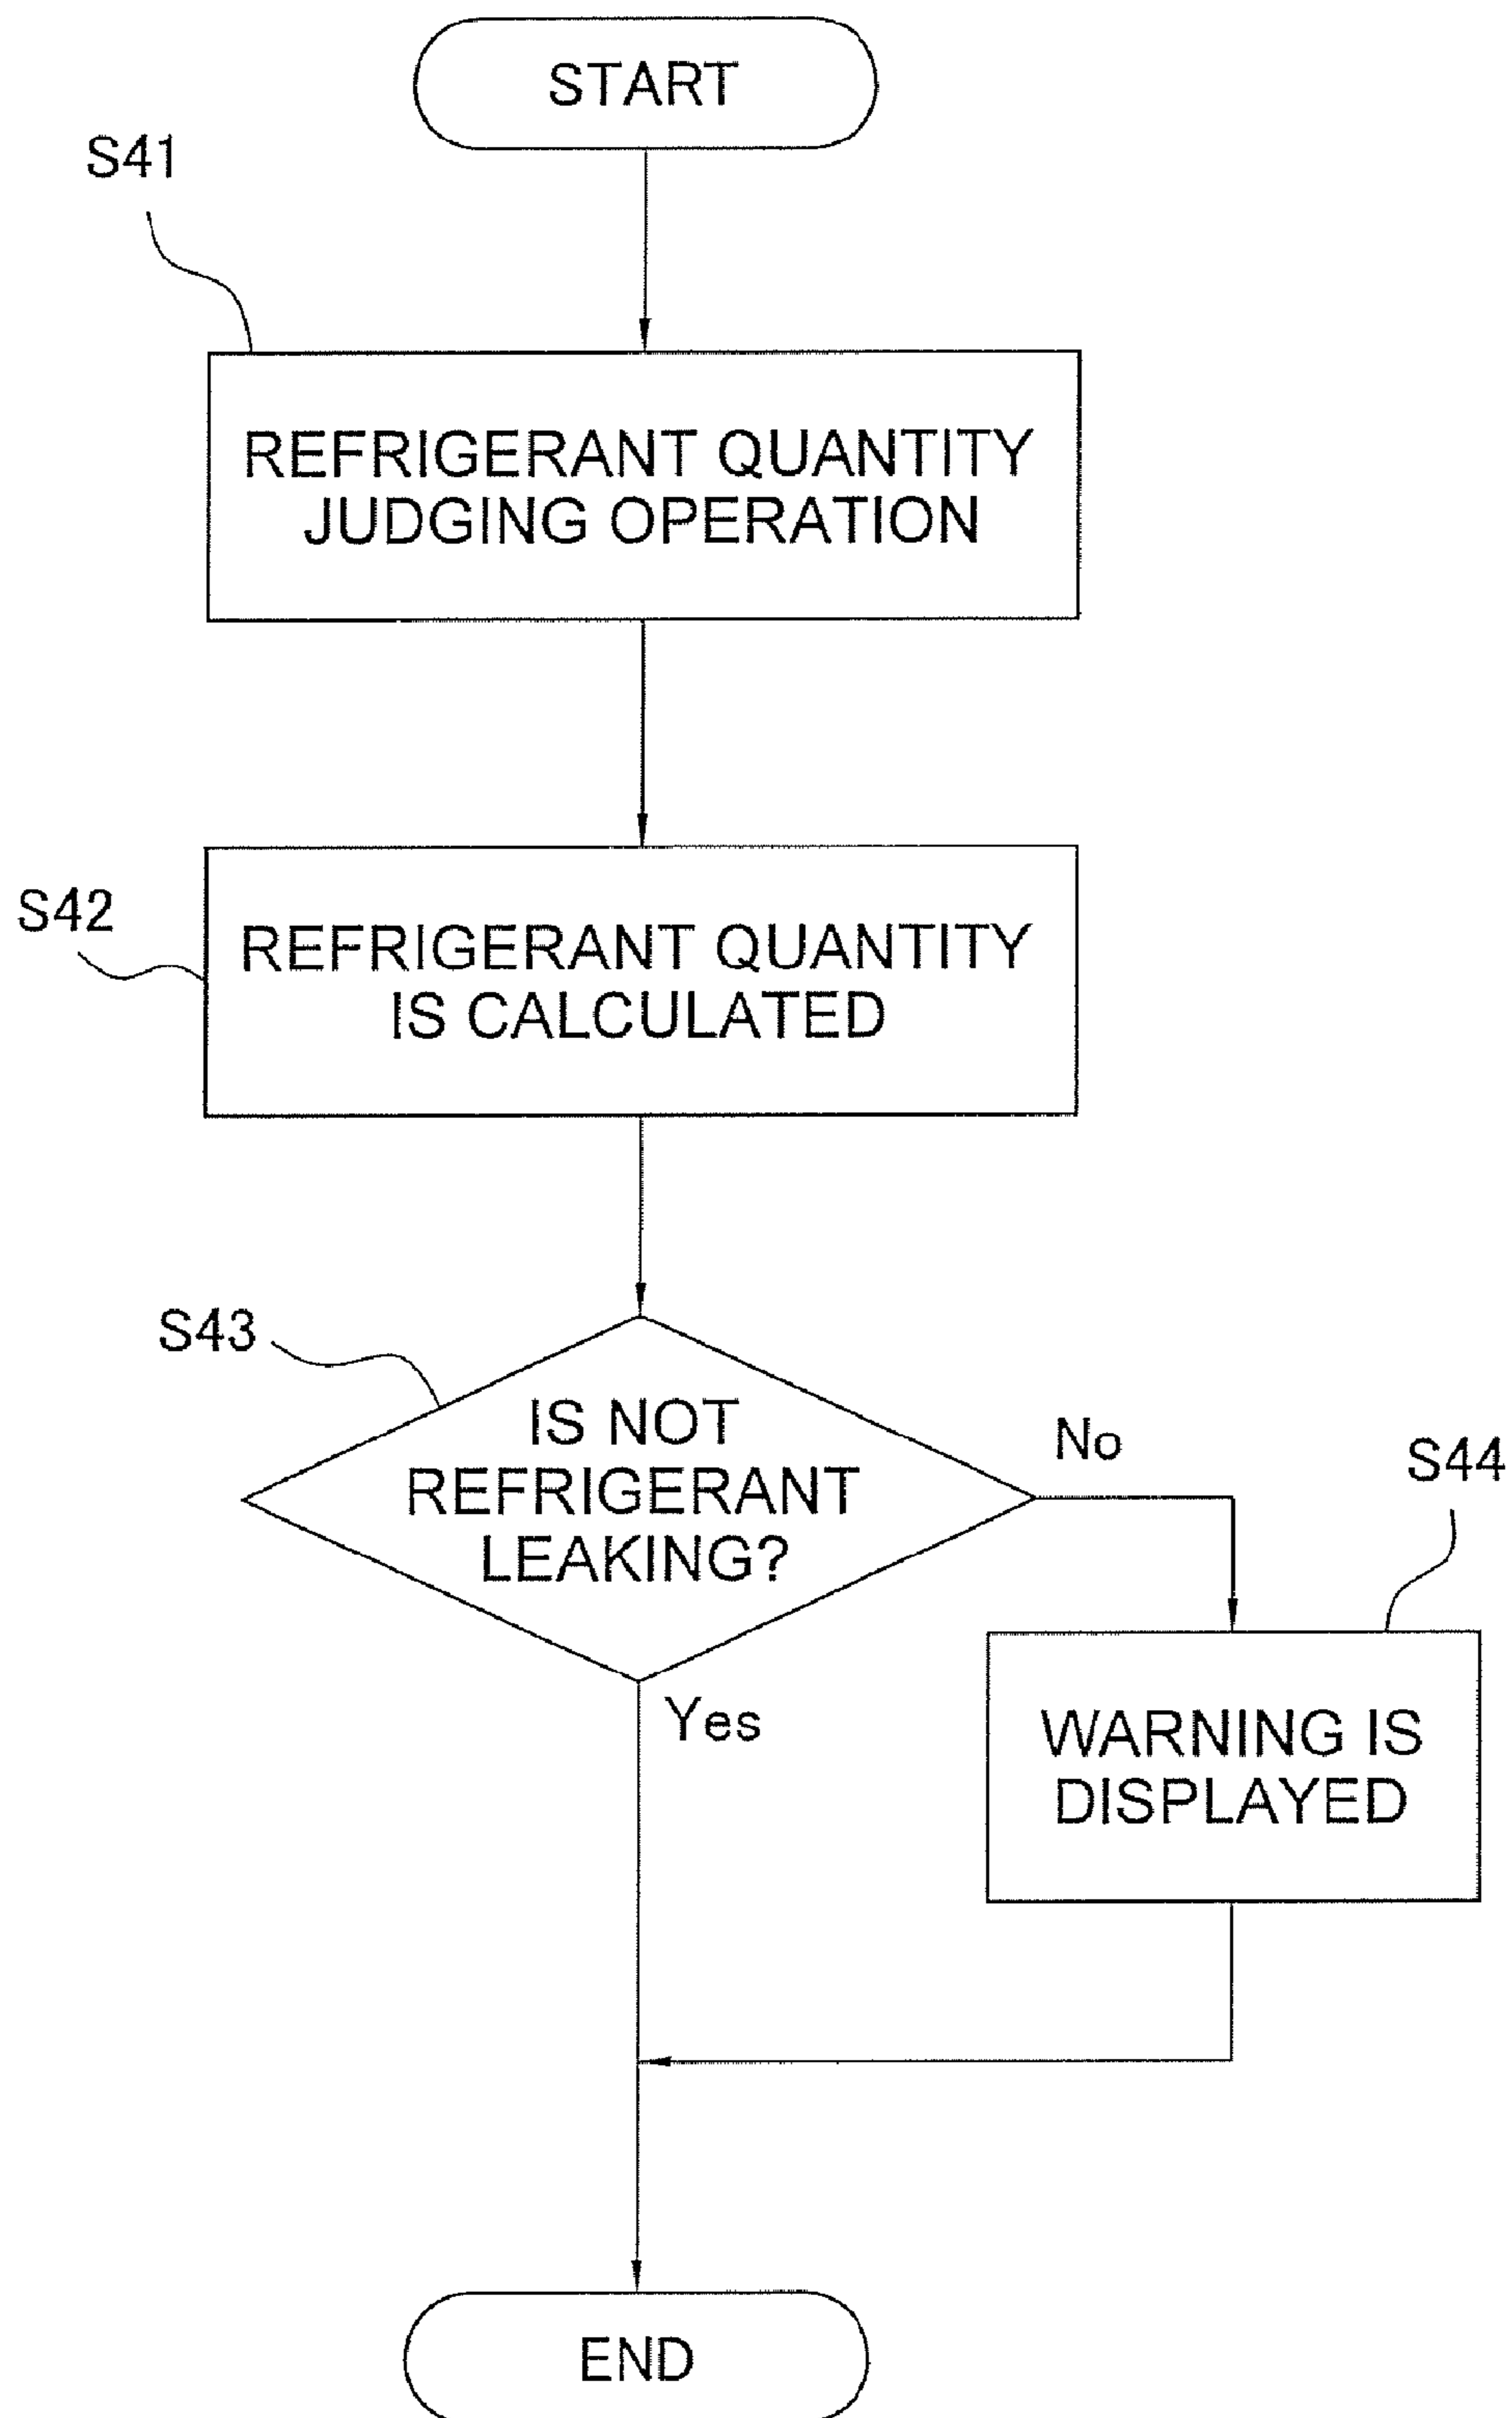 START
S41
REFRIGERANT QUANTITY
JUDGING OPERATION
S42
REFRIGERANT QUANTITY
IS CALCULATED
S43
IS NOT
REFRIGERANT
LEAKING?
No
S44
Yes
WARNING IS
DISPLAYED
END